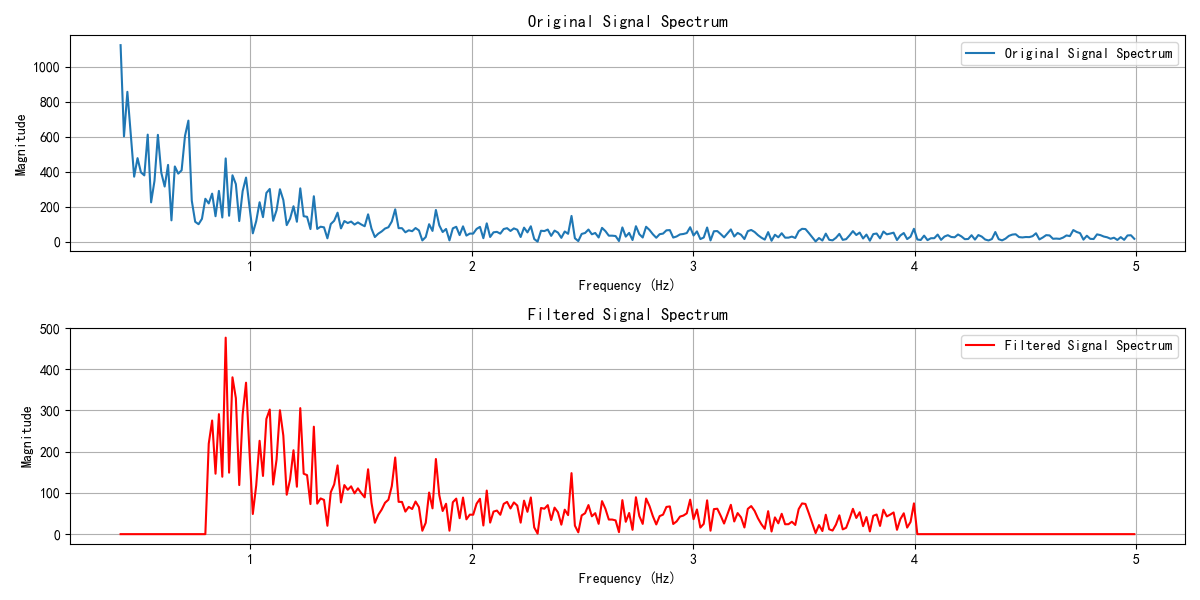 Original Signal Spectrum
Original Signal Spectrum
Magnitude
1000
800
600
400
200
0
1 2 3 4 5
Frequency (Hz)
Filtered Signal Spectrum
Filtered Signal Spectrum
Magnitude
500
400
300
200
100
0
1 2 3 4 5
Frequency (Hz)